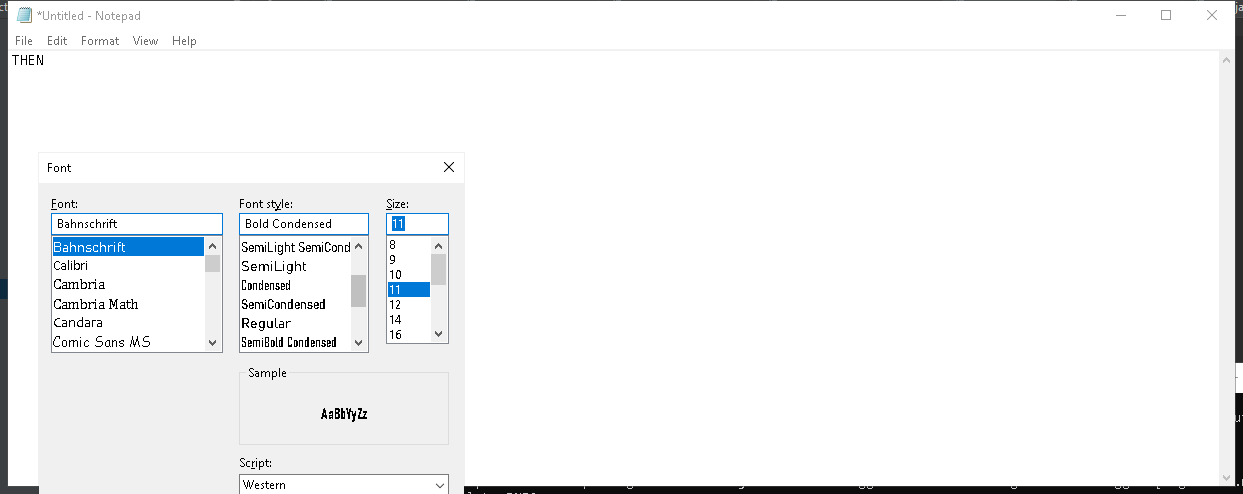 *Untitled - Notepad
File Edit Format View Help
THEN
Font
Font: Font style: Size:
Bahnschrift Bold Condensed 11
Bahnschrift SemiLight SemiCond 8
Calibri SemiLight 9
Cambria Condensed 10
Cambria Math SemiCondensed 11
Candara Regular 12
Comic Sans MS SemiBold Condensed 14
16
Sample
AaBbYyZz
Script:
Western